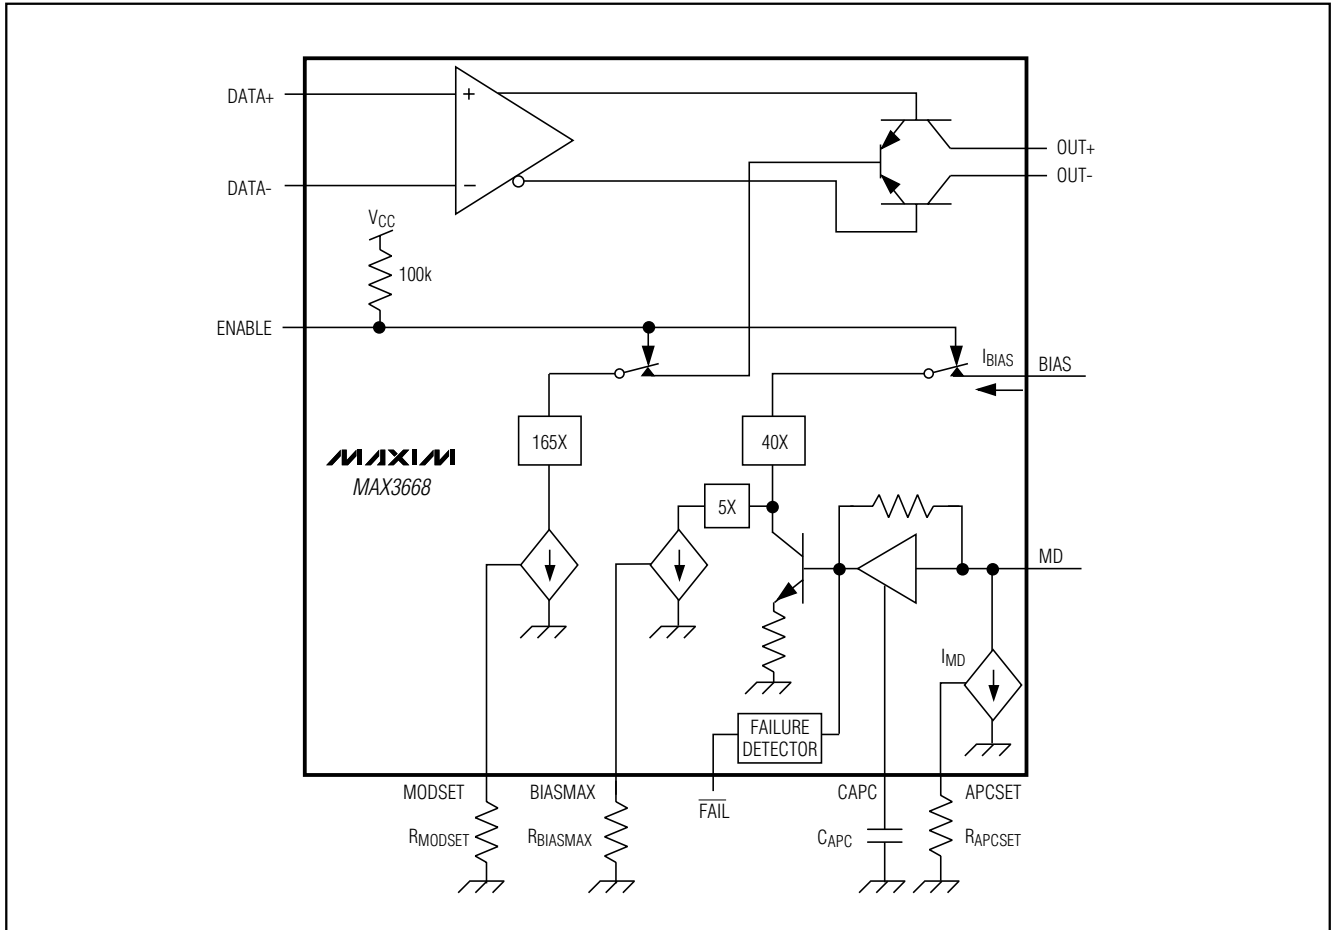 DATA+
+
OUT+
OUT-
DATA-
−
VCC
100k
ENABLE
IBIAS
BIAS
165X
40X
MAXIM
MAX3668
5X
MD
IMD
FAILURE
DETECTOR
MODSET
BIASMAX
FAIL
CAPC
APCSET
RMODSET
RBIASMAX
CAPC
RAPCSET